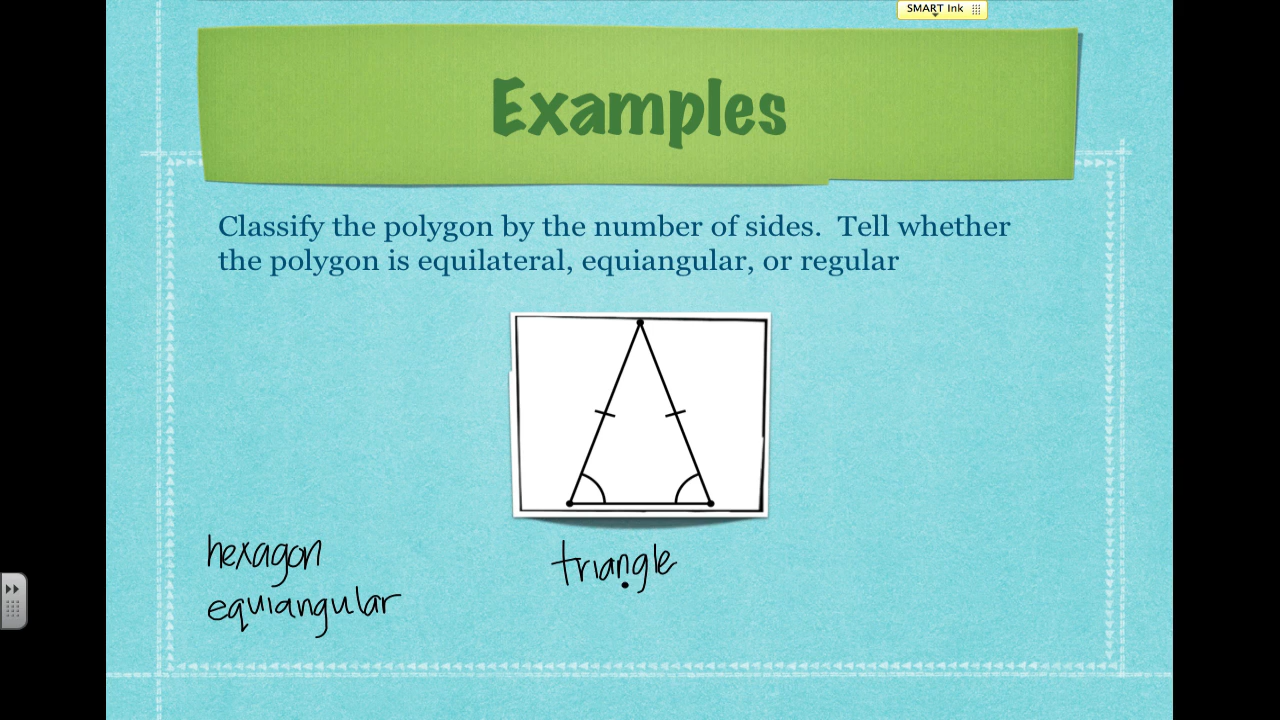 SMART Ink
Examples
Classify the polygon by the number of sides.  Tell whether
the polygon is equilateral, equiangular, or regular
hexagon
equiangular
triangle